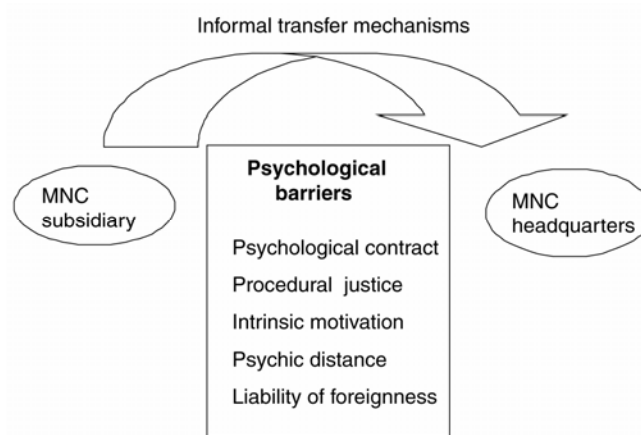 Informal transfer mechanisms
Psychological
barriers
MNC
subsidiary
MNC
headquarters
Psychological contract
Procedural justice
Intrinsic motivation
Psychic distance
Liability of foreignness